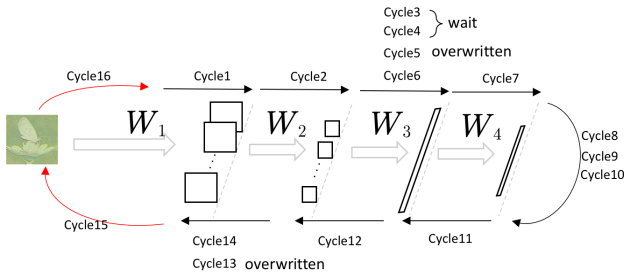 Cycle3
Cycle4 wait
Cycle5 overwritten
Cycle16 Cycle1 Cycle2 Cycle6 Cycle7
W1 W2 W3 W4
Cycle8
Cycle9
Cycle10
Cycle15 Cycle14 Cycle12 Cycle11
Cycle13 overwritten